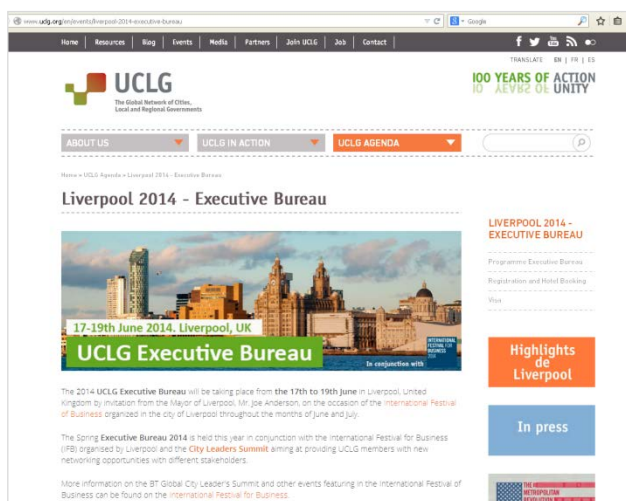 www.uclg.org/en/events/liverpool-2014-executive-bureau
Google
Home | Resources | Blog | Events | Media | Partners | Join UCLG | Job | Contact
TRANSLATE EN | FR | ES
UCLG
The Global Network of Cities,
Local and Regional Governments
100 YEARS OF ACTION
10 YEARS OF UNITY
ABOUT US
UCLG IN ACTION
UCLG AGENDA
Home » UCLG Agenda » Liverpool 2014 - Executive Bureau
Liverpool 2014 - Executive Bureau
17-19th June 2014. Liverpool, UK
UCLG Executive Bureau
In conjunction with
INTERNATIONAL
FESTIVAL FOR
BUSINESS
The 2014 UCLG Executive Bureau will be taking place from the 17th to 19th June in Liverpool, United
Kingdom by invitation from the Mayor of Liverpool, Mr. Joe Anderson, on the occasion of the International Festival
of Business organized in the city of Liverpool throughout the months of June and July.
The Spring Executive Bureau 2014 is held this year in conjunction with the International Festival for Business
(IFB) organised by Liverpool and the City Leaders Summit aiming at providing UCLG members with new
networking opportunities with different stakeholders.
More information on the BT Global City Leader's Summit and other events featuring in the International Festival of
Business can be found on the International Festival for Business.
LIVERPOOL 2014 -
EXECUTIVE BUREAU
Programme Executive Bureau
Registration and Hotel Booking
Visa
Highlights
de
Liverpool
In press
THE
METROPOLITAN
REVOLUTION